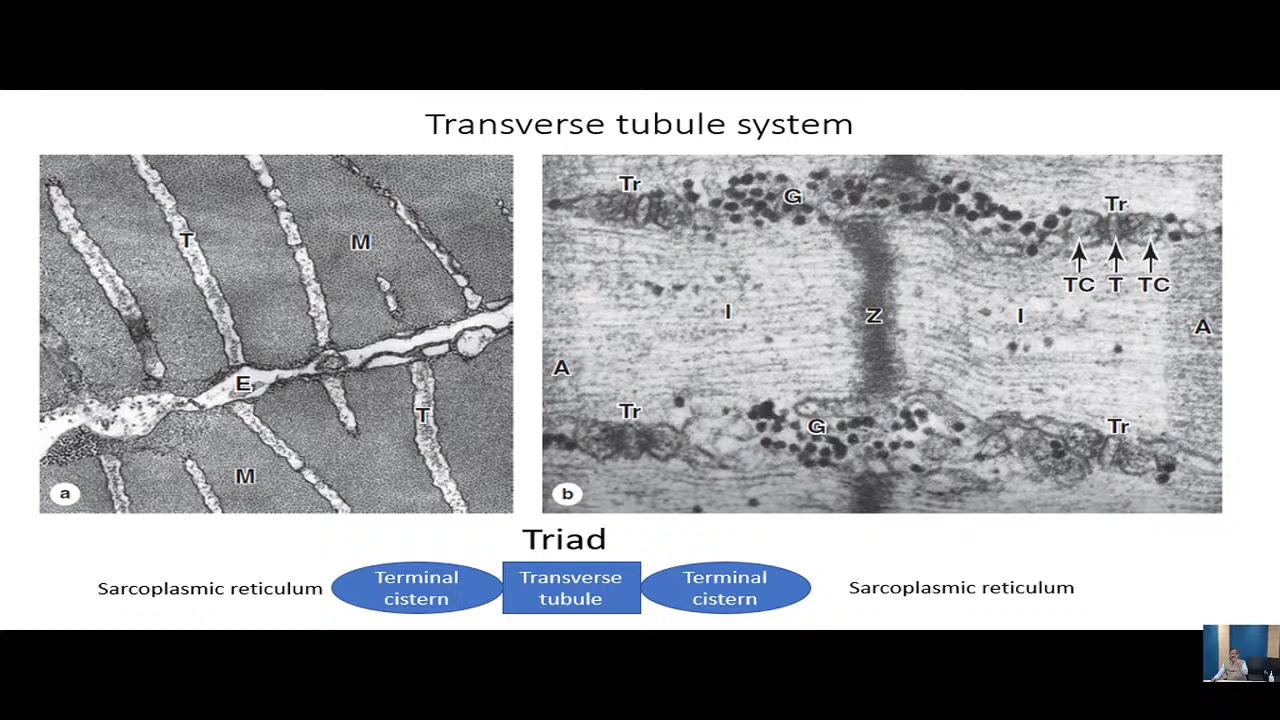 Transverse tubule system
T
M
E
T
M
a
Tr
G
Tr
TC T TC
I
Z
I
A
A
Tr
G
Tr
b
Triad
Sarcoplasmic reticulum
Terminal
cistern
Transverse
tubule
Terminal
cistern
Sarcoplasmic reticulum